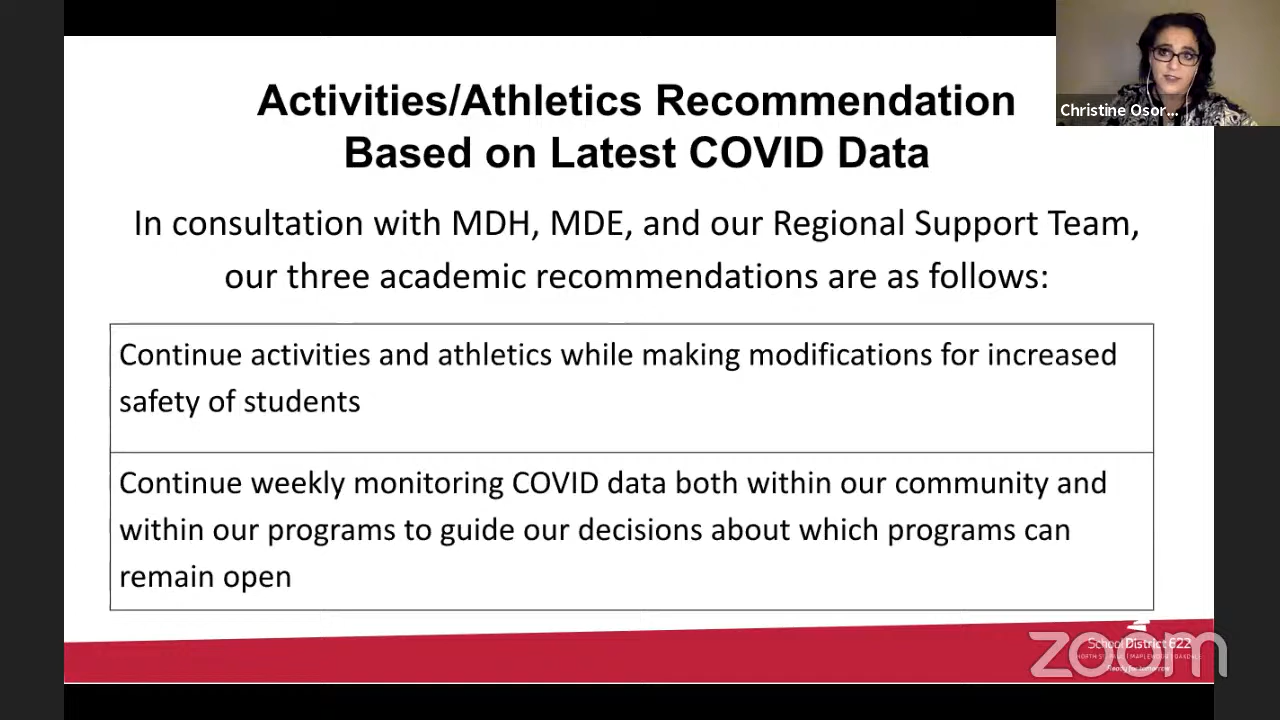 Activities/Athletics Recommendation
Based on Latest COVID Data
Christine Osor...
In consultation with MDH, MDE, and our Regional Support Team,
our three academic recommendations are as follows:
Continue activities and athletics while making modifications for increased
safety of students
Continue weekly monitoring COVID data both within our community and
within our programs to guide our decisions about which programs can
remain open
School District 622
zoom